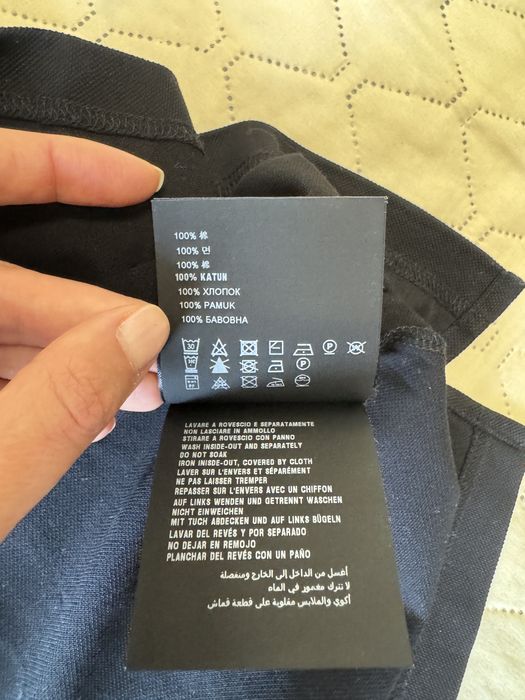 100% 棉
100% 면
100% 棉
100% KATUN
100% ХЛОПОК
100% PAMUK
100% БАВОВНА
30
P
LAVARE A ROVESCIO E SEPARATAMENTE
NON LASCIARE IN AMMOLLO
STIRARE A ROVESCIO CON PANNO
WASH INSIDE-OUT AND SEPARATELY
DO NOT SOAK
IRON INISDE-OUT, COVERED BY CLOTH
LAVER SUR L'ENVERS ET SÉPARÉMENT
NE PAS LAISSER TREMPER
REPASSER SUR L'ENVERS AVEC UN CHIFFON
AUF LINKS WENDEN UND GETRENNT WASCHEN
NICHT EINWEICHEN
MIT TUCH ABDECKEN UND AUF LINKS BÜGELN
LAVAR DEL REVÉS Y POR SEPARADO
NO DEJAR EN REMOJO
PLANCHAR DEL REVÉS CON UN PAÑO
أغسل من الداخل إلى الخارج ومنفصلة
لا تترك مغمور في الماء
أكوي والملابس مقلوبة على قطعة قماش